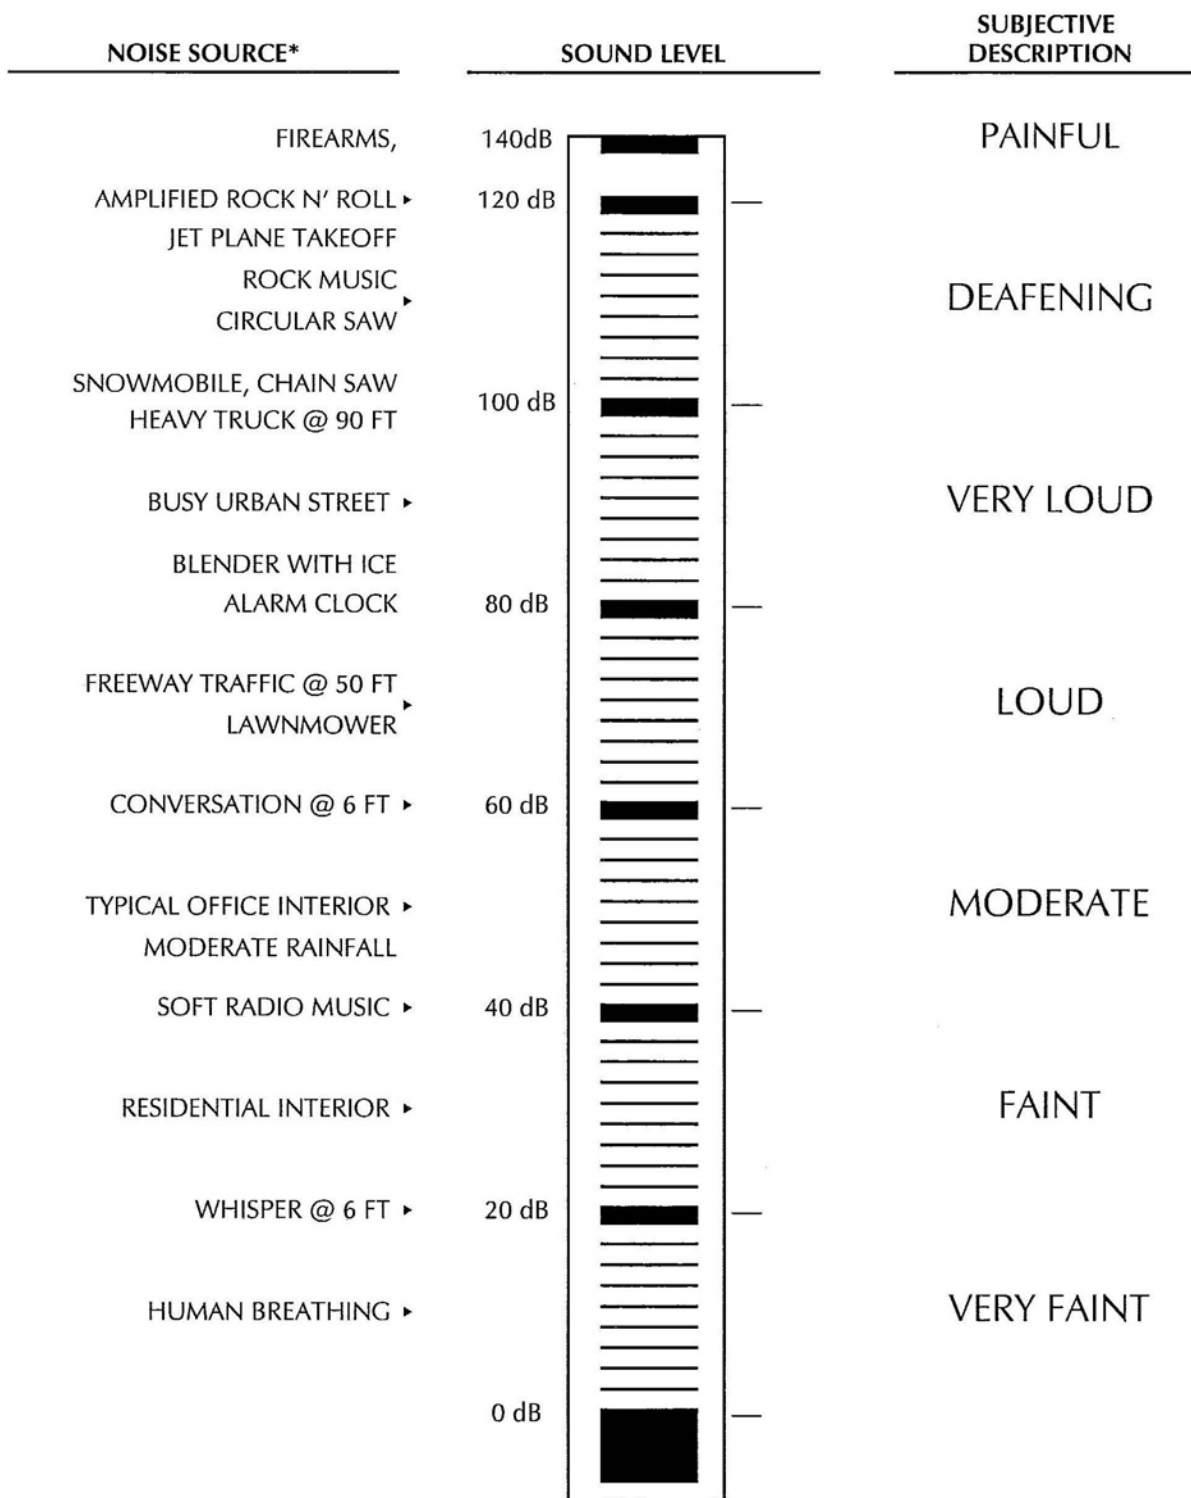 NOISE SOURCE*
SOUND LEVEL
SUBJECTIVE
DESCRIPTION
FIREARMS,
140dB
PAINFUL
AMPLIFIED ROCK N' ROLL
120 dB
JET PLANE TAKEOFF
ROCK MUSIC
DEAFENING
CIRCULAR SAW
SNOWMOBILE, CHAIN SAW
100 dB
HEAVY TRUCK @ 90 FT
BUSY URBAN STREET
VERY LOUD
BLENDER WITH ICE
ALARM CLOCK
80 dB
FREEWAY TRAFFIC @ 50 FT
LOUD
LAWNMOWER
CONVERSATION @ 6 FT
60 dB
TYPICAL OFFICE INTERIOR
MODERATE
MODERATE RAINFALL
SOFT RADIO MUSIC
40 dB
RESIDENTIAL INTERIOR
FAINT
WHISPER @ 6 FT
20 dB
HUMAN BREATHING
VERY FAINT
0 dB